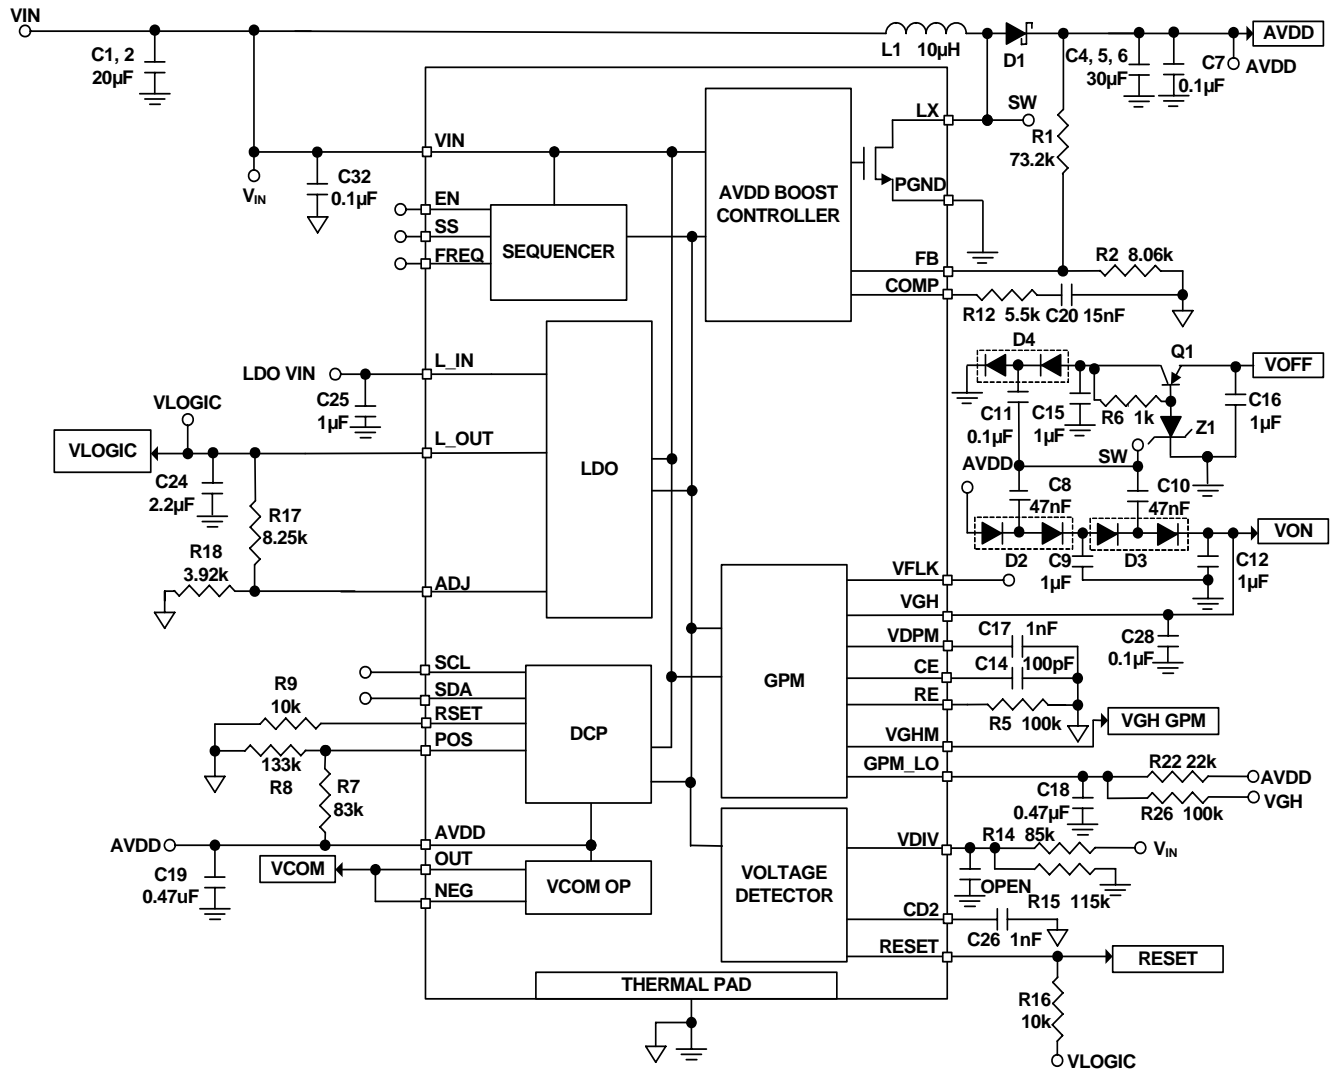 VIN
C1, 2
20µF
L1 10µH
D1
C4, 5, 6
30µF
C7
0.1µF
AVDD
AVDD
VIN
C32
0.1µF
VIN
EN
SS
FREQ
SEQUENCER
AVDD BOOST
CONTROLLER
LX
SW
PGND
R1
73.2k
FB
COMP
R2 8.06k
R12 5.5k
C20 15nF
LDO VIN
C25
1µF
L_IN
VLOGIC
VLOGIC
L_OUT
C24
2.2µF
R17
8.25k
R18
3.92k
ADJ
LDO
D4
Q1
VOFF
C11
0.1µF
C15
1µF
R6 1k
Z1
C16
1µF
AVDD
SW
C8
47nF
C10
47nF
D2
C9
1µF
D3
C12
1µF
VON
VFLK
VGH
VDPM
CE
RE
VGHM
GPM_LO
GPM
C17 1nF
C14 100pF
R5 100k
C28
0.1µF
VGH GPM
R22 22k
AVDD
R26 100k
VGH
C18
0.47µF
SCL
SDA
RSET
POS
DCP
R9
10k
133k
R8
R7
83k
AVDD
C19
0.47uF
AVDD
OUT
NEG
VCOM
VCOM OP
VOLTAGE
DETECTOR
VDIV
CD2
RESET
R14 85k
VIN
OPEN
R15 115k
C26 1nF
RESET
R16
10k
VLOGIC
THERMAL PAD